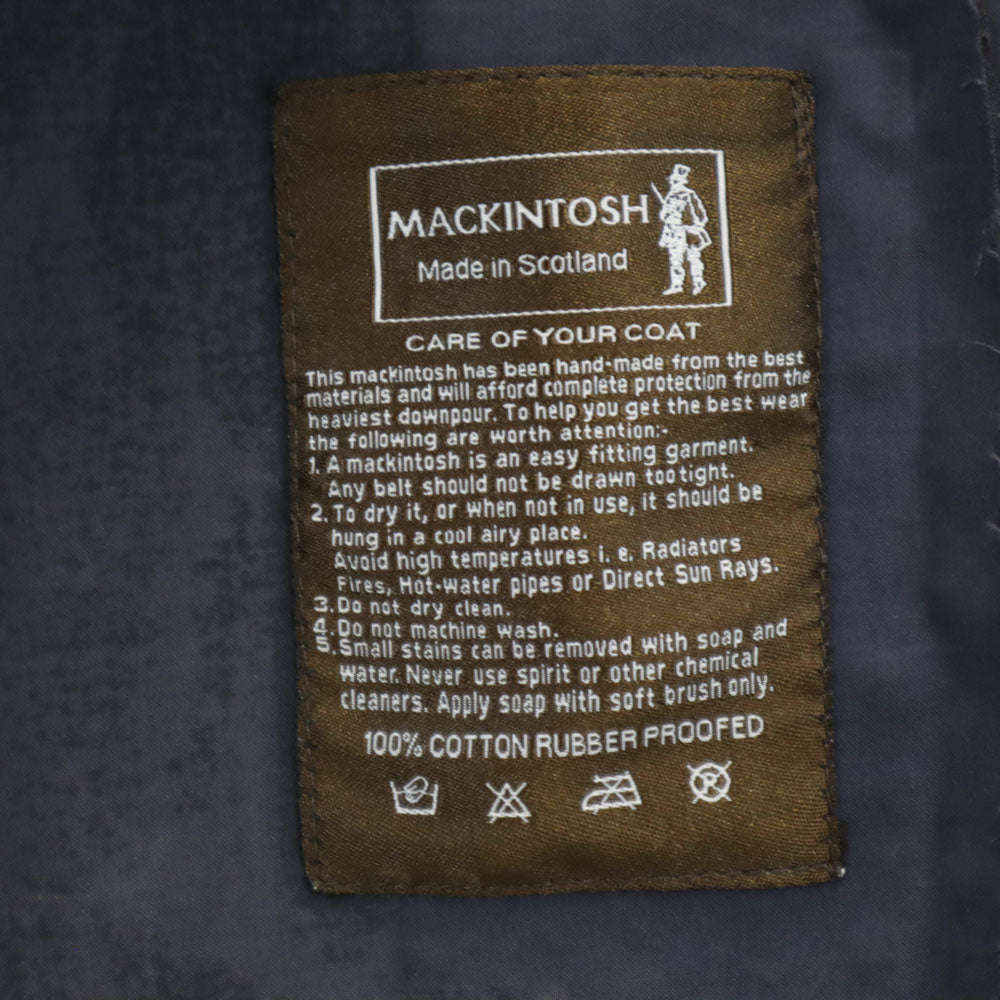 MACKINTOSH
Made in Scotland
CARE OF YOUR COAT
This mackintosh has been hand-made from the best
materials and will afford complete protection from the
heaviest downpour. To help you get the best wear
the following are worth attention:-
1. A mackintosh is an easy fitting garment.
Any belt should not be drawn too tight.
2. To dry it, or when not in use, it should be
hung in a cool airy place.
Avoid high temperatures i. e. Radiators
Fires, Hot-water pipes or Direct Sun Rays.
3. Do not dry clean.
4. Do not machine wash.
5. Small stains can be removed with soap and
water. Never use spirit or other chemical
cleaners. Apply soap with soft brush only.
100% COTTON RUBBER PROOFED